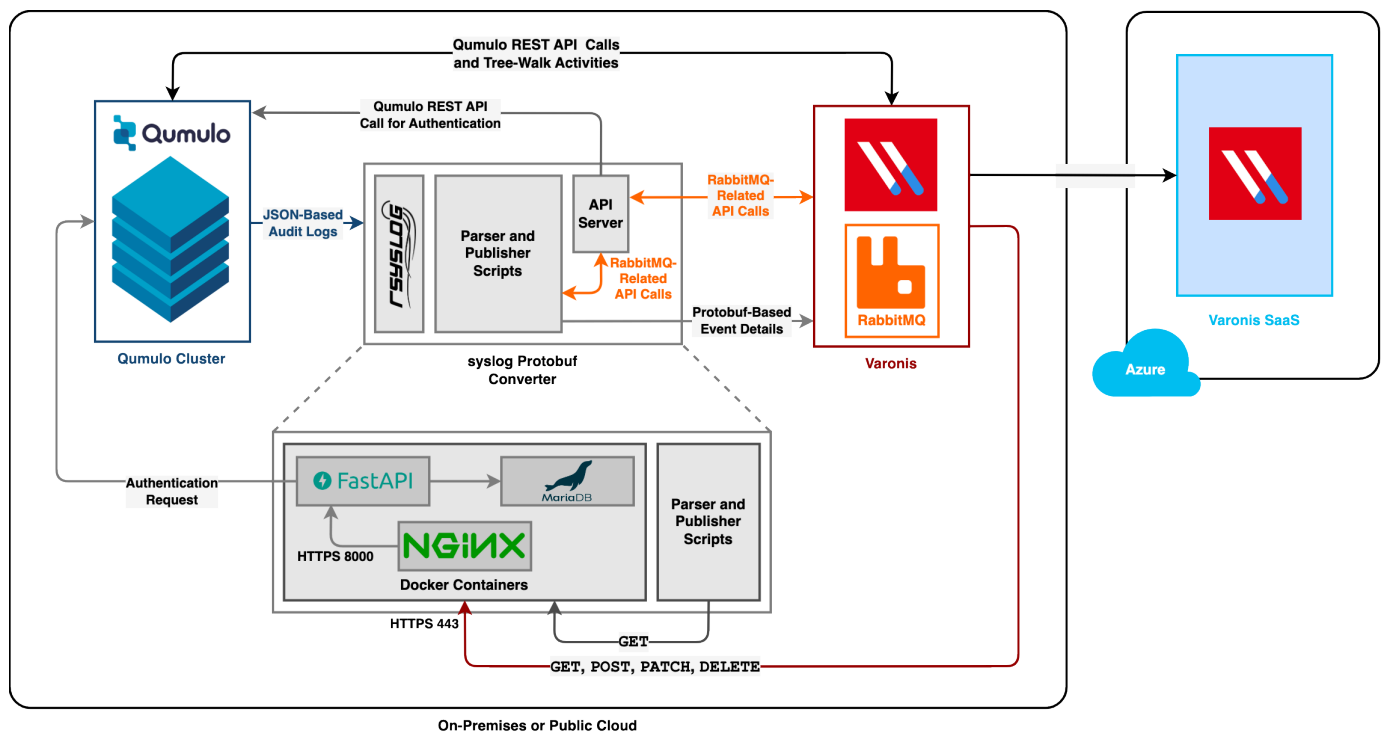 Qumulo REST API Calls
and Tree-Walk Activities
Qumulo
Qumulo REST API
Call for Authentication
JSON-Based
Audit Logs
RSYSLOG
Parser and
Publisher
Scripts
API
Server
RabbitMQ-
Related
API Calls
RabbitMQ-
Related
API Calls
Protobuf-Based
Event Details
RabbitMQ
Qumulo Cluster
syslog Protobuf
Converter
Varonis
Varonis SaaS
Azure
Authentication
Request
FastAPI
MariaDB
NGINX
HTTPS 8000
Docker Containers
Parser and
Publisher
Scripts
HTTPS 443
GET
GET, POST, PATCH, DELETE
On-Premises or Public Cloud